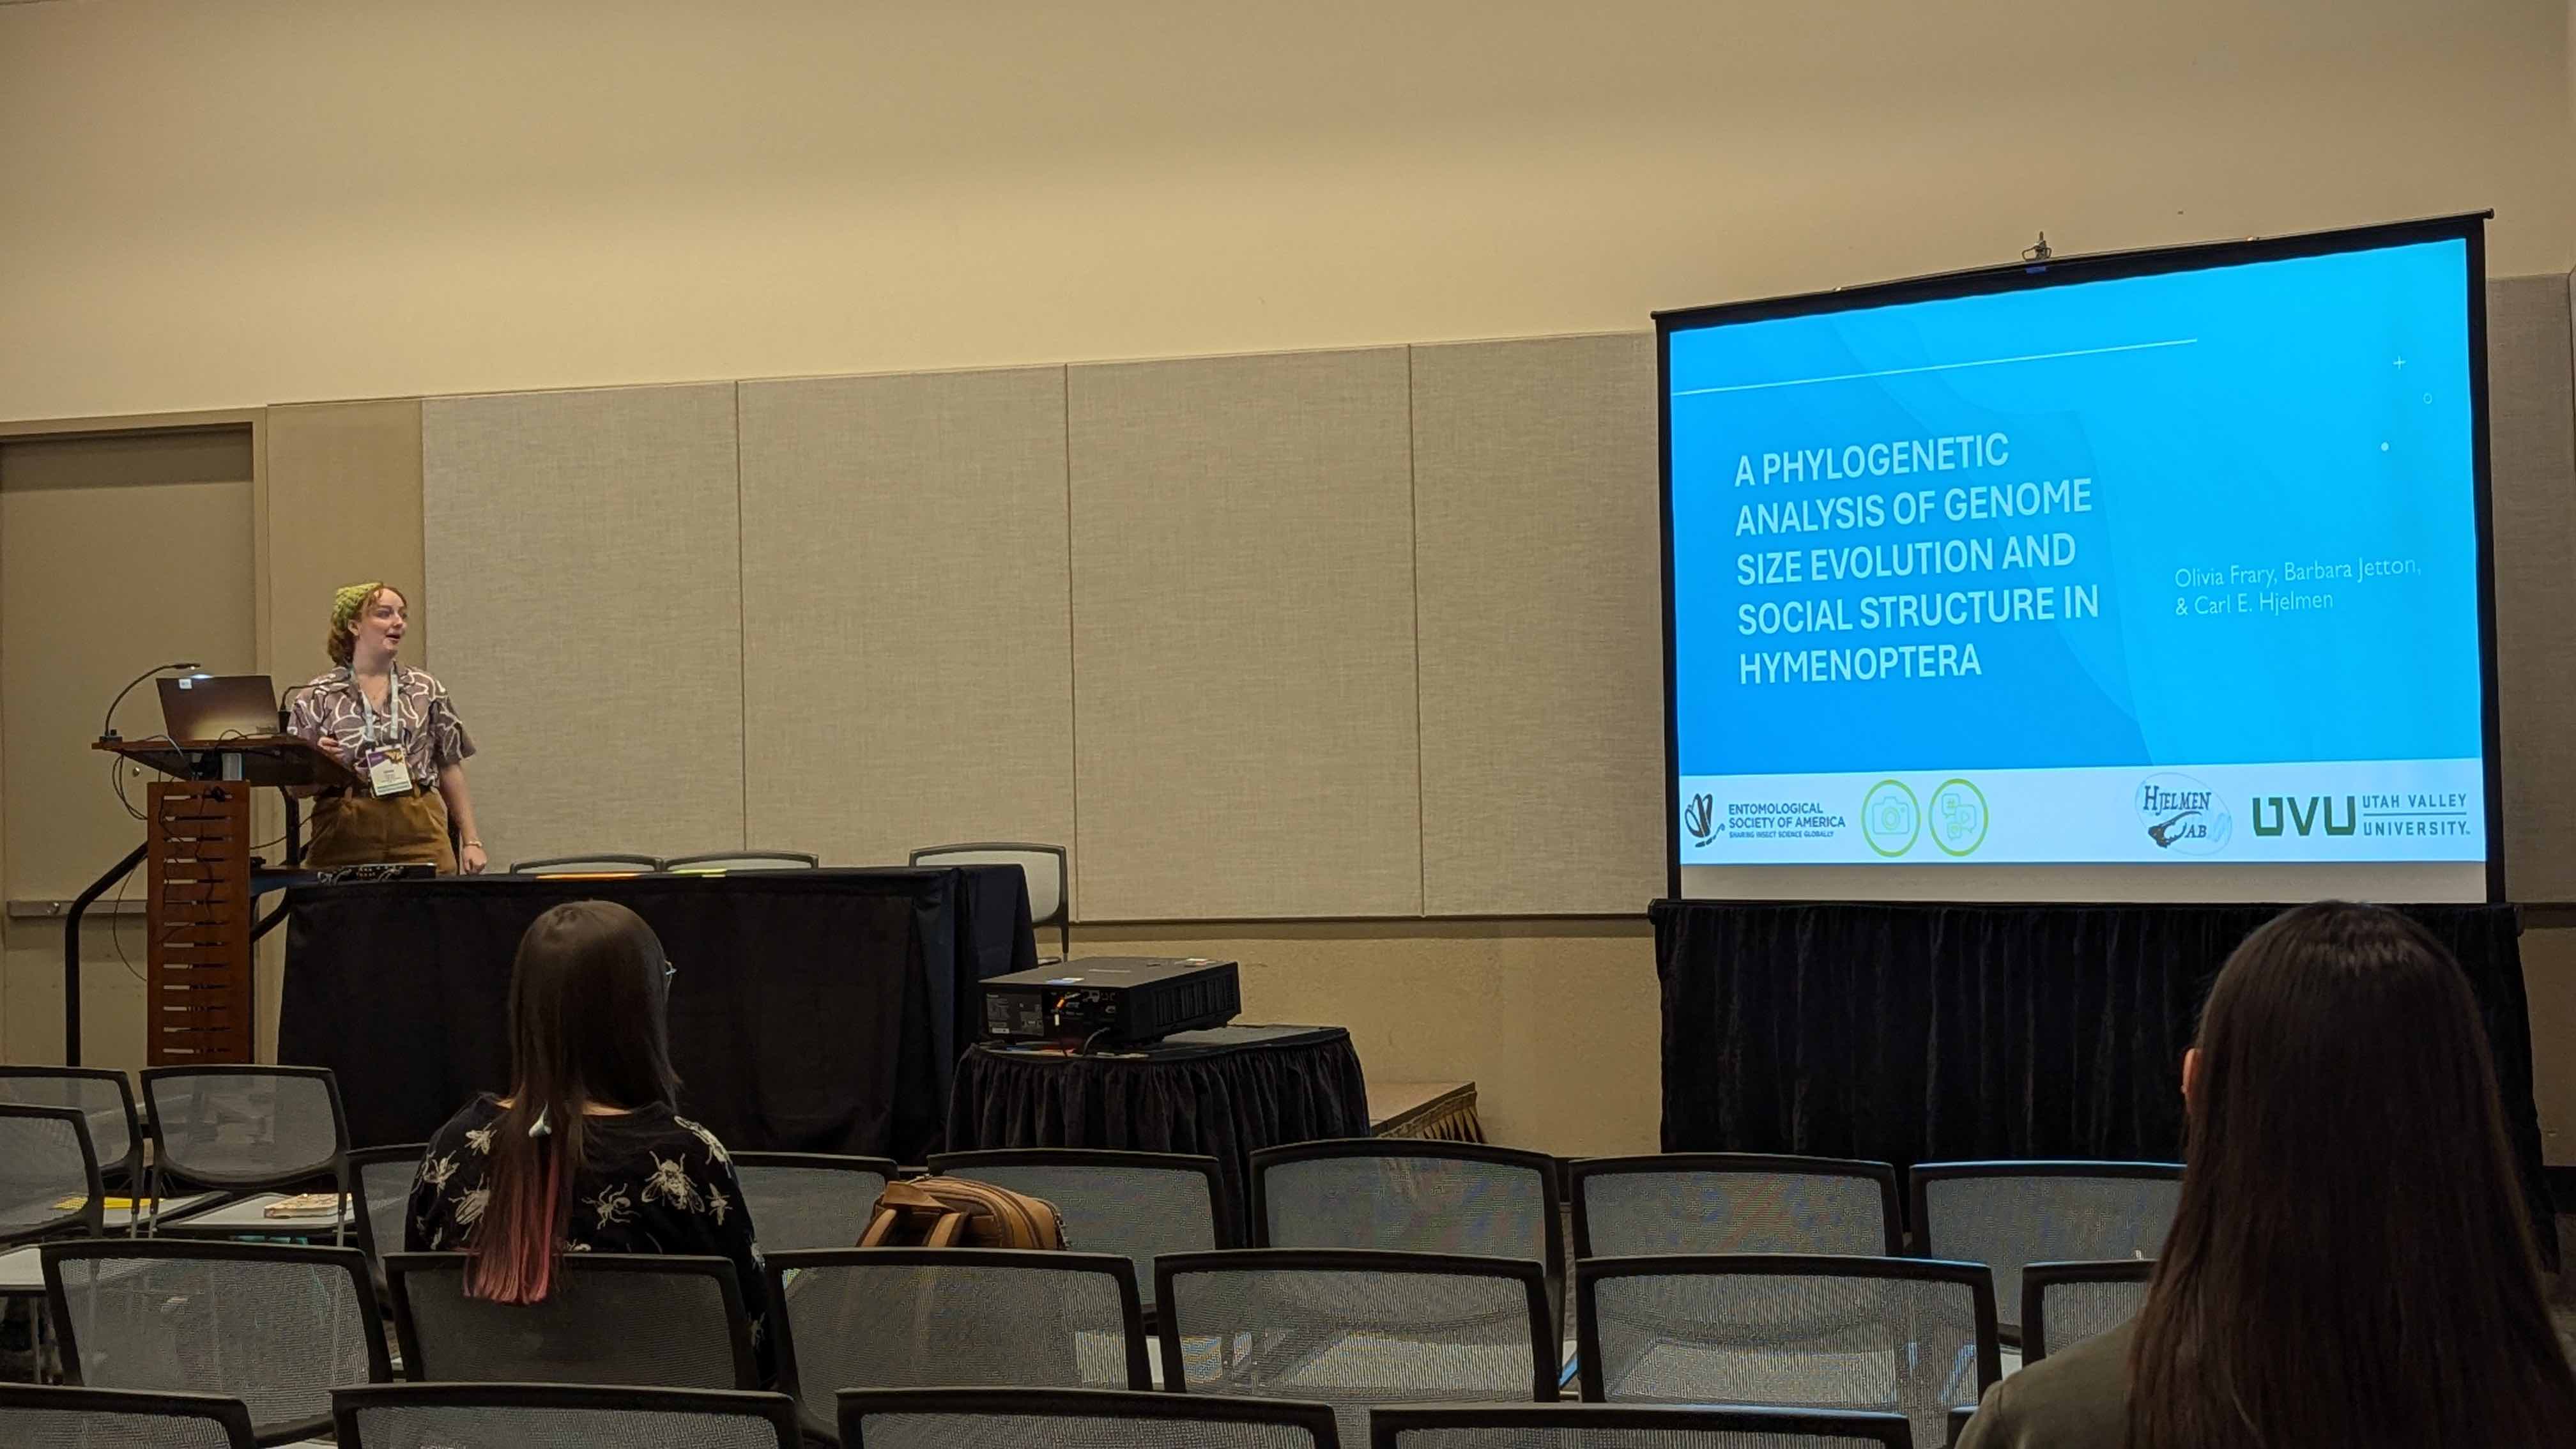 A PHYLOGENETIC
ANALYSIS OF GENOME
SIZE EVOLUTION AND
SOCIAL STRUCTURE IN
HYMENOPTERA
Olivia Frary, Barbara Jetton,
& Carl E. Hjelmen
ENTOMOLOGICAL
SOCIETY OF AMERICA
SHARING INSECT SCIENCE GLOBALLY
HJELMEN
LAB
UVU
UTAH VALLEY
UNIVERSITY